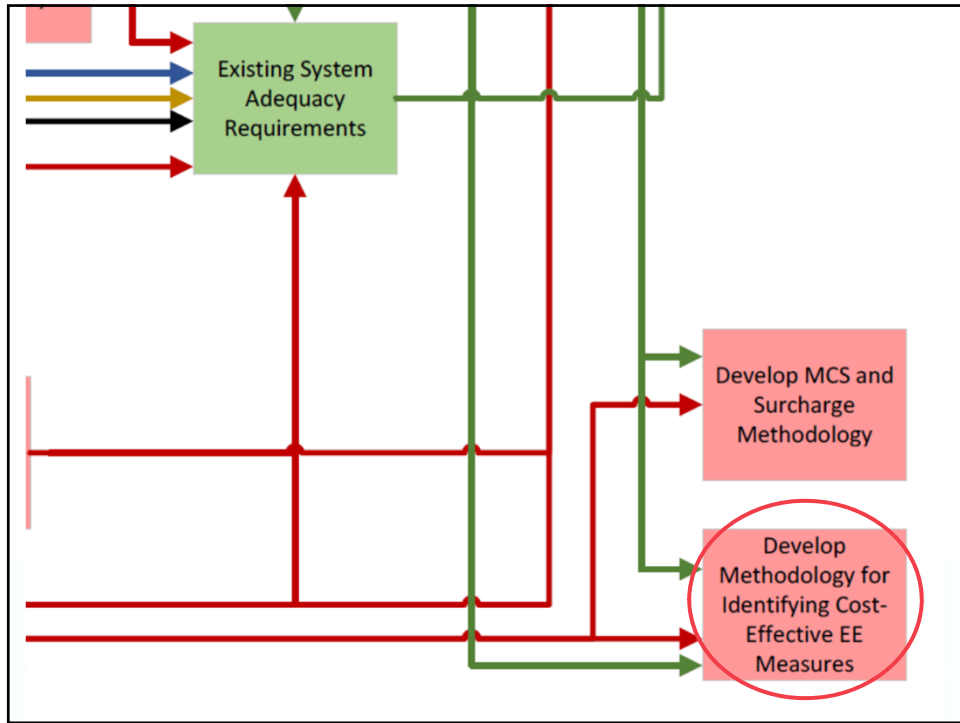 Existing System
Adequacy
Requirements
Develop MCS and
Surcharge
Methodology
Develop
Methodology for
Identifying Cost-
Effective EE
Measures